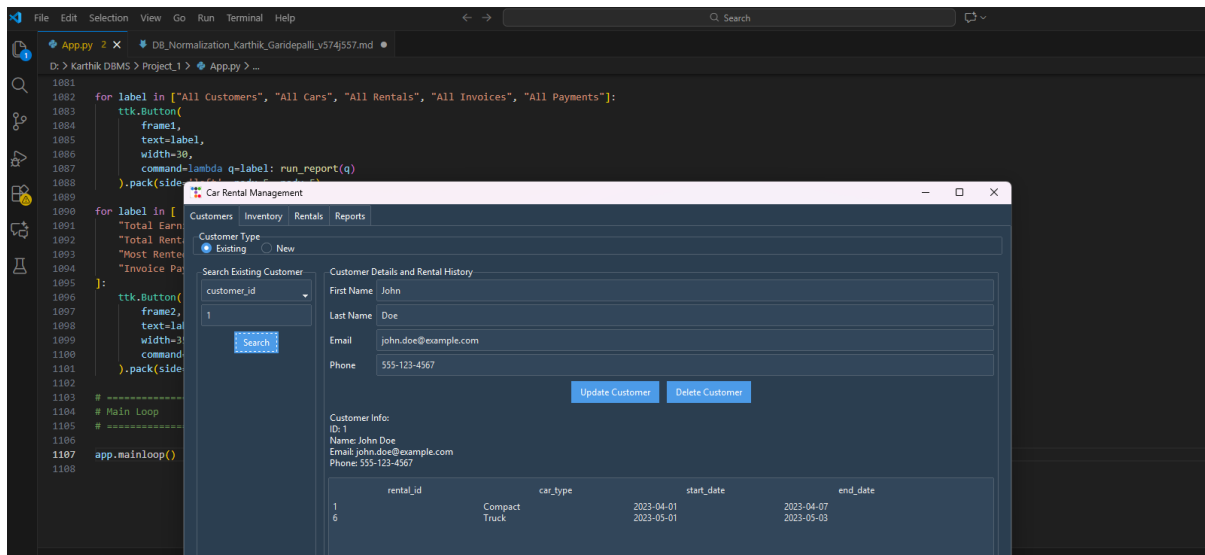 File Edit Selection View Go Run Terminal Help
Search
App.py 2
DB_Normalization_Karthik_Garidepalli_v574j557.md
D: > Karthik DBMS > Project_1 > App.py > ...
1081
1082 for label in ["All Customers", "All Cars", "All Rentals", "All Invoices", "All Payments"]:
1083 ttk.Button(
1084 frame1,
1085 text=label,
1086 width=30,
1087 command=lambda q=label: run_report(q)
1088 ).pack(side=
1089
1090 for label in [
1091 "Total Earn
1092 "Total Rent
1093 "Most Rente
1094 "Invoice Pa
1095 ]:
1096 ttk.Button(
1097 frame2,
1098 text=la
1099 width=3
1100 command
1101 ).pack(side
1102
1103 # =============
1104 # Main Loop
1105 # =============
1106
1107 app.mainloop()
1108
Car Rental Management
Customers Inventory Rentals Reports
Customer Type
Existing New
Search Existing Customer
customer_id
1
Search
Customer Details and Rental History
First Name John
Last Name Doe
Email john.doe@example.com
Phone 555-123-4567
Update Customer Delete Customer
Customer Info:
ID: 1
Name: John Doe
Email: john.doe@example.com
Phone: 555-123-4567
rental_id car_type start_date end_date
1 Compact 2023-04-01 2023-04-07
6 Truck 2023-05-01 2023-05-03